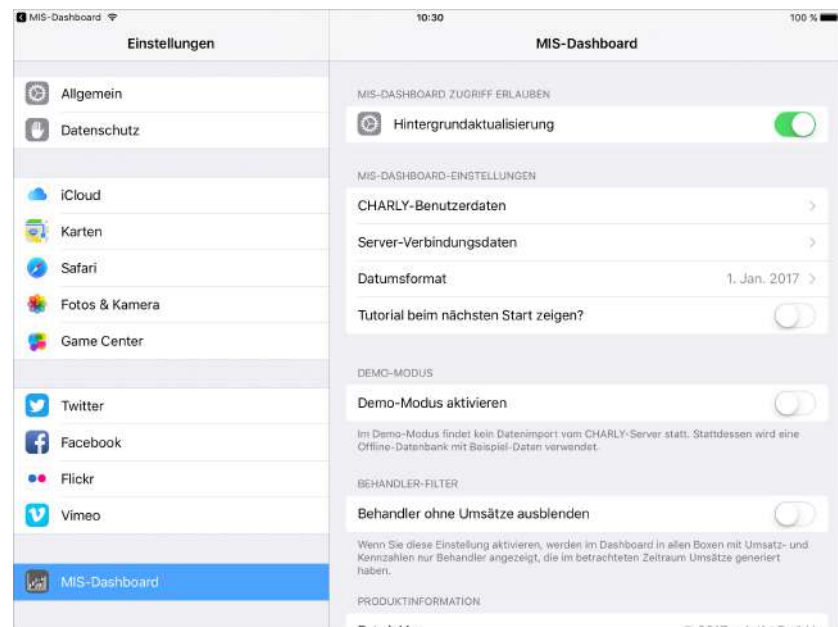 MIS-Dashboard
10:30
100 %
Einstellungen
MIS-Dashboard
Allgemein
Datenschutz
iCloud
Karten
Safari
Fotos & Kamera
Game Center
Twitter
Facebook
Flickr
Vimeo
MIS-Dashboard
MIS-DASHBOARD ZUGRIFF ERLAUBEN
Hintergrundaktualisierung
MIS-DASHBOARD-EINSTELLUNGEN
CHARLY-Benutzerdaten
Server-Verbindungsdaten
Datumsformat 1. Jan. 2017
Tutorial beim nächsten Start zeigen?
DEMO-MODUS
Demo-Modus aktivieren
Im Demo-Modus findet kein Datenimport vom CHARLY-Server statt. Stattdessen wird eine
Offline-Datenbank mit Beispiel-Daten verwendet.
BEHANDLER-FILTER
Behandler ohne Umsätze ausblenden
Wenn Sie diese Einstellung aktivieren, werden im Dashboard in allen Boxen mit Umsatz- und
Kennzahlen nur Behandler angezeigt, die im betrachteten Zeitraum Umsätze generiert
haben.
PRODUKTINFORMATION